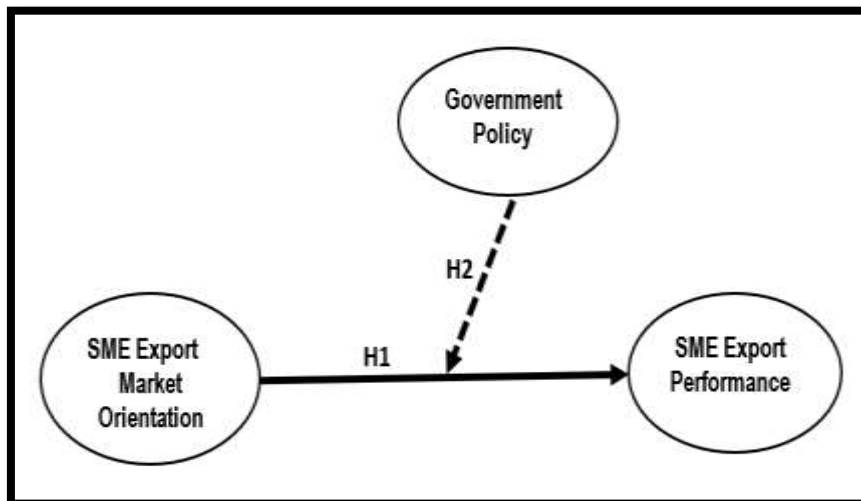 Government
Policy
H2
H1
SME Export
Market
Orientation
SME Export
Performance